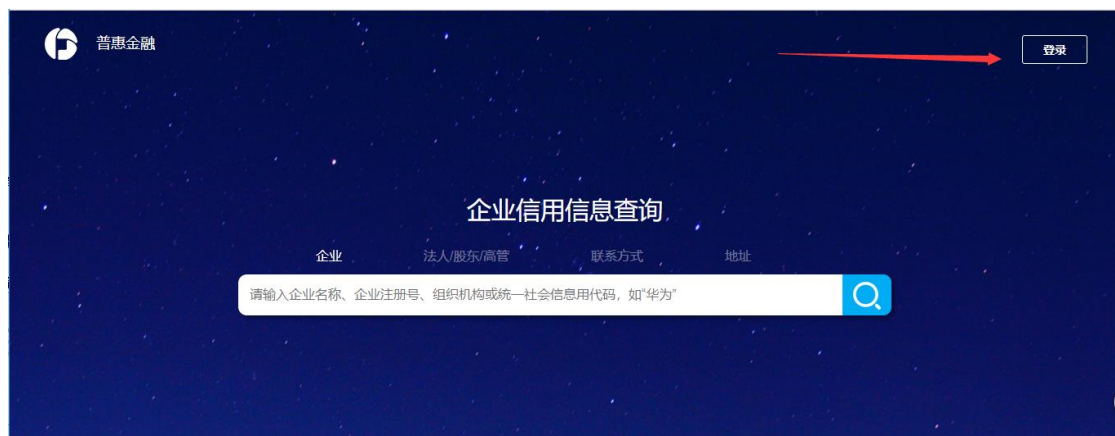 普惠金融
登录
企业信用信息查询
企业 法人/股东/高管 联系方式 地址
请输入企业名称、企业注册号、组织机构或统一社会信息用代码，如“华为”